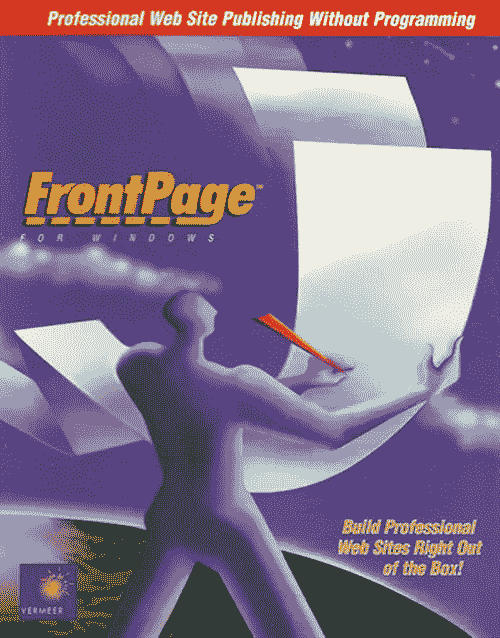 Professional Web Site Publishing Without Programming
FrontPage™
FOR WINDOWS
Build Professional
Web Sites Right Out
of the Box!
VERMEER